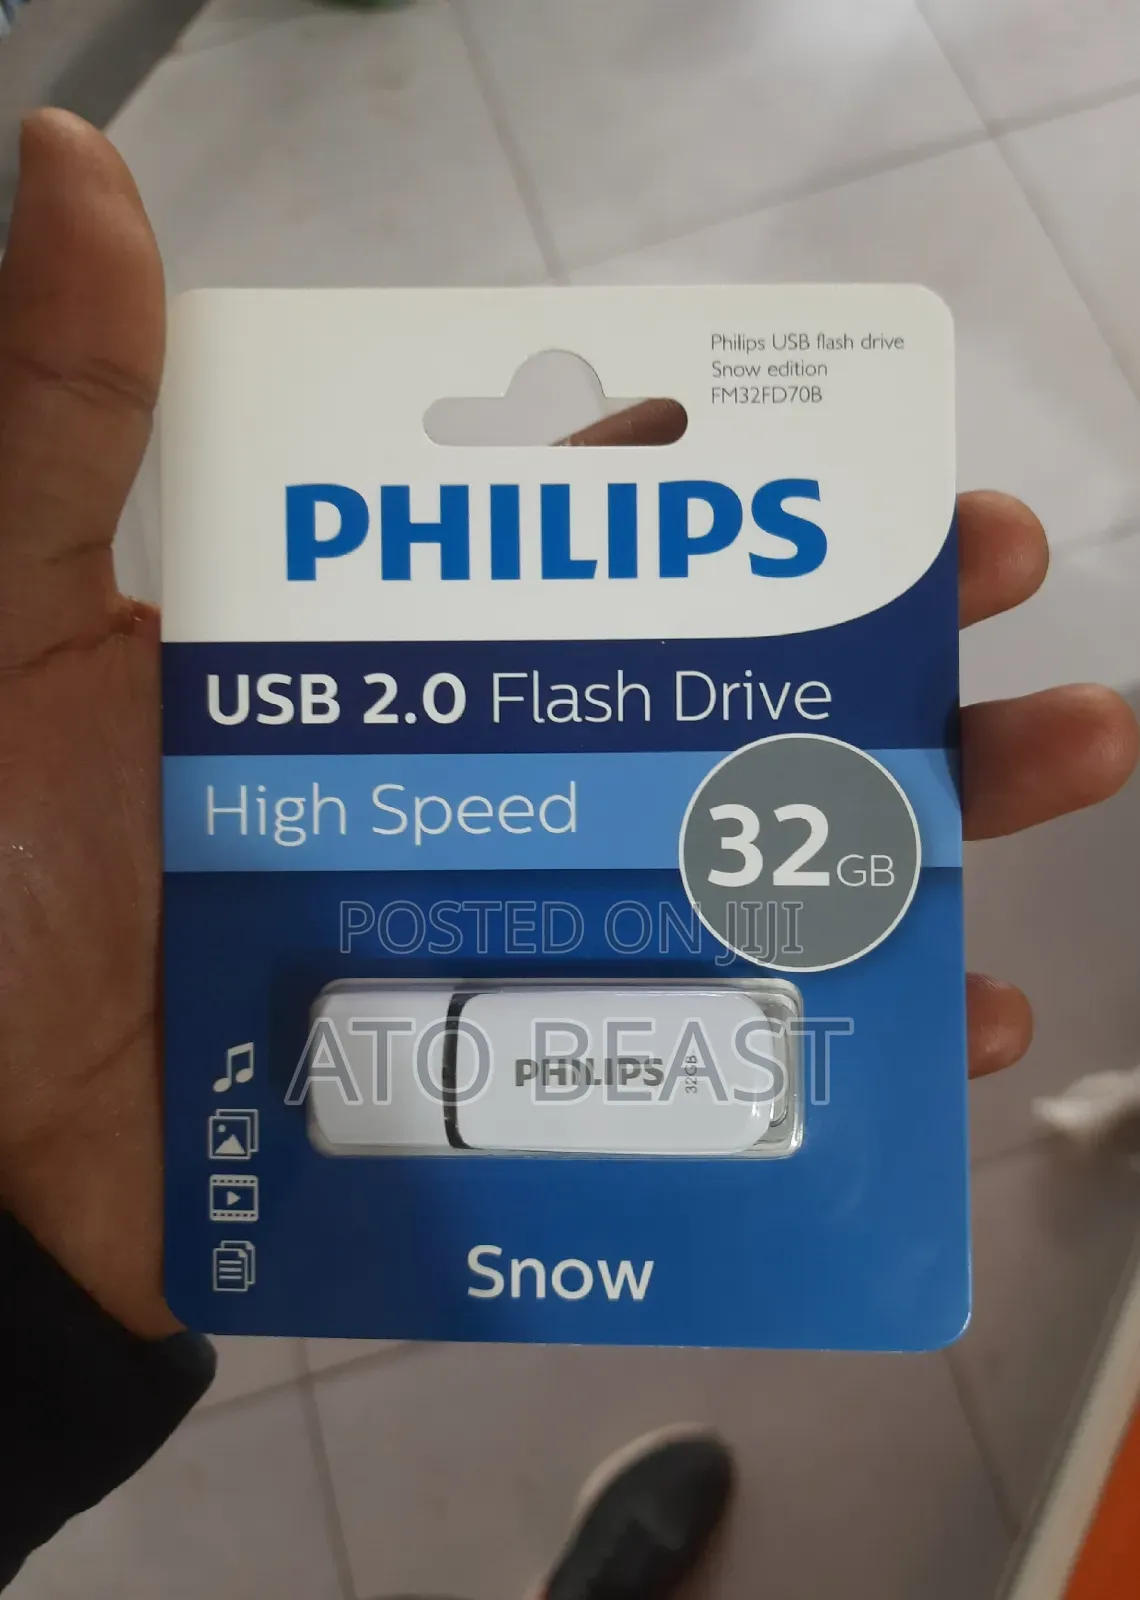 Philips USB flash drive
Snow edition
FM32FD70B
PHILIPS
USB 2.0 Flash Drive
High Speed
32GB
POSTED ON JIJI
ATO BEAST
PHILIPS 32GB
Snow